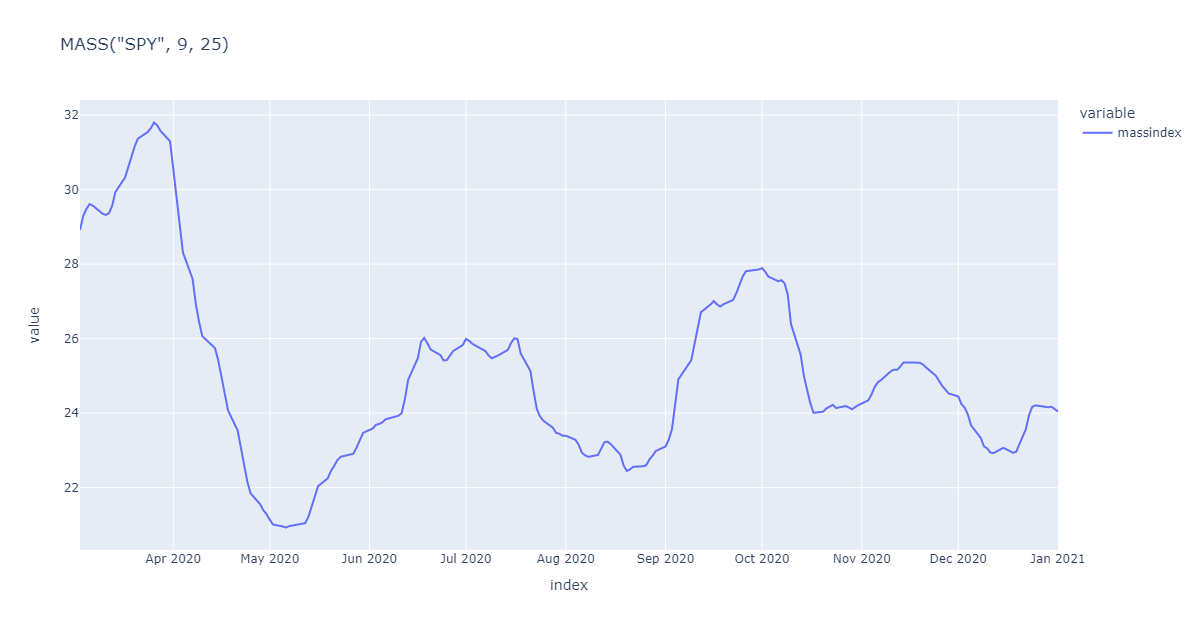 MASS("SPY", 9, 25)
variable
massindex
value
32
30
28
26
24
22
Apr 2020
May 2020
Jun 2020
Jul 2020
Aug 2020
Sep 2020
Oct 2020
Nov 2020
Dec 2020
Jan 2021
index